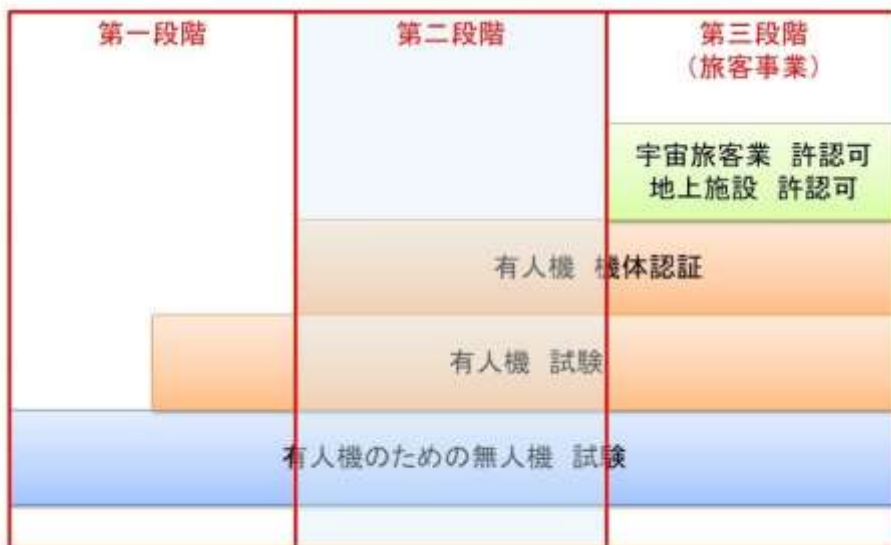 第一段階
第二段階
第三段階
（旅客事業）
宇宙旅客業 許認可
地上施設 許認可
有人機 機体認証
有人機 試験
有人機のための無人機 試験